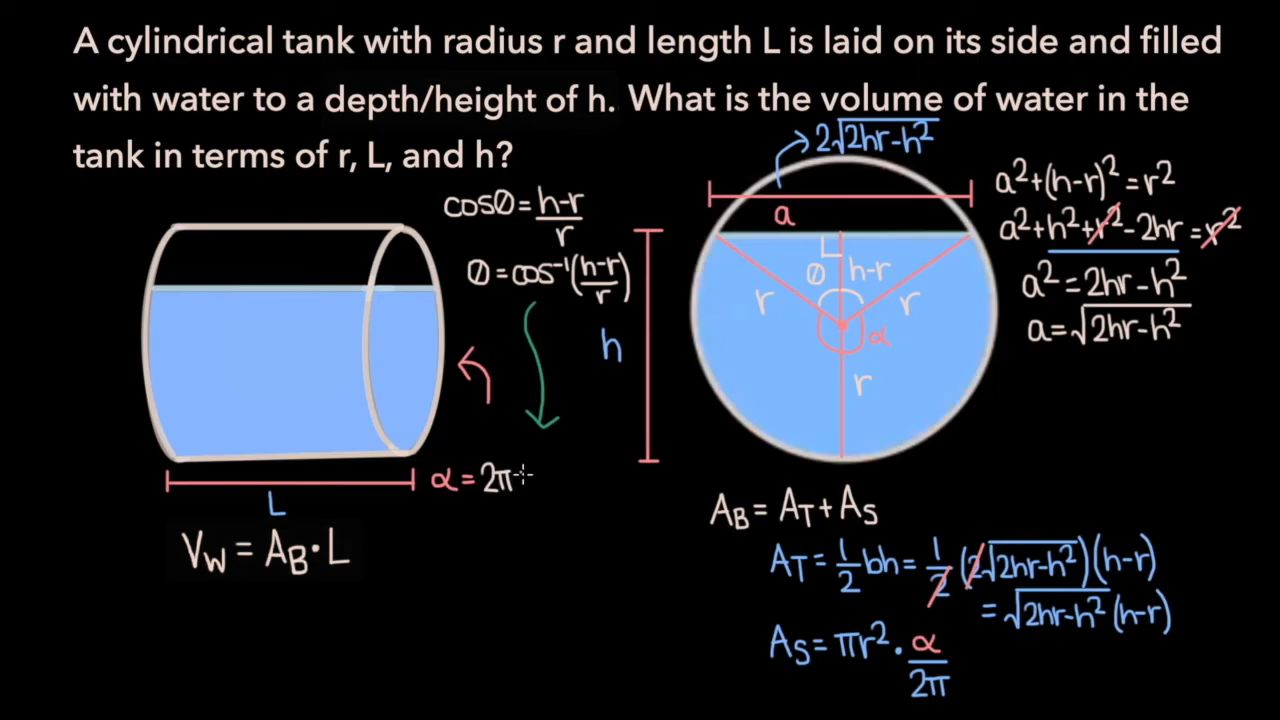 A cylindrical tank with radius r and length L is laid on its side and filled
with water to a depth/height of h. What is the volume of water in the
tank in terms of r, L, and h?
2√(2hr-h²)
cosθ = (h-r)/r
θ = cos⁻¹((h-r)/r)
a
a²+(h-r)²=r²
a²+h²+r²-2hr=r²
a²=2hr-h²
a=√(2hr-h²)
θ
h-r
r
r
α
r
h
L
α=2π-
V_W = A_B · L
A_B = A_T + A_S
A_T = 1/2 bh = 1/2 (2√(2hr-h²))(h-r)
= √(2hr-h²)(h-r)
A_S = πr² · α/2π